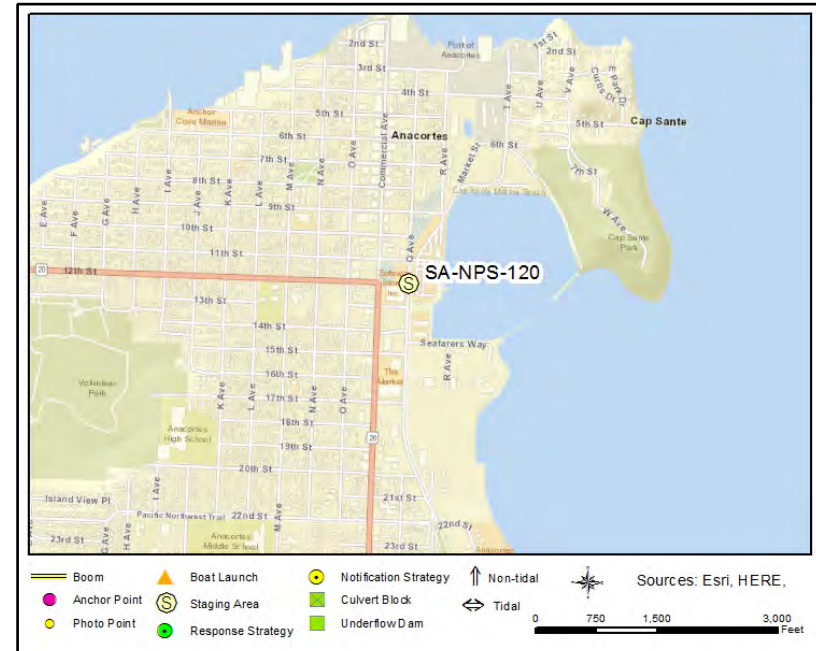 2nd St
3rd St
Port of
Anacortes
1st St
2nd St
4th St
T Ave
U Ave
V Ave
E Park Dr
Curtis Dr
Anchor
Cove Marina
5th St
6th St
7th St
8th St
9th St
10th St
11th St
Commercial Ave
Anacortes
R Ave
Market St
6th St
5th St
Cap Sante
7th St
W Ave
Cap Sante
Park
E Ave
F Ave
G Ave
H Ave
I Ave
J Ave
K Ave
L Ave
M Ave
N Ave
O Ave
Q Ave
20
12th St
S
SA-NPS-120
13th St
14th St
15th St
16th St
17th St
18th St
19th St
20th St
Seafarers Way
R Ave
The
Market
Volunteer
Park
K Ave
L Ave
N Ave
O Ave
20
Anacortes
High School
I Ave
21st St
Island View Pl
Pacific Northwest Trail
22nd St
22nd St
23rd St
G Ave
H Ave
Anacortes
Middle School
M Ave
23rd St
Anacortes
Boom
Boat Launch
Notification Strategy
Non-tidal
Sources: Esri, HERE,
Anchor Point
S
Staging Area
Culvert Block
Tidal
Photo Point
Response Strategy
Underflow Dam
0 750 1,500 3,000
Feet